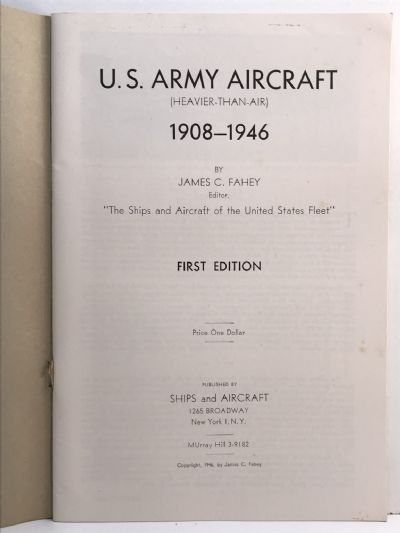 U. S. ARMY AIRCRAFT
(HEAVIER-THAN-AIR)
1908–1946
BY
JAMES C. FAHEY
Editor,
"The Ships and Aircraft of the United States Fleet"
FIRST EDITION
Price One Dollar
PUBLISHED BY
SHIPS and AIRCRAFT
1265 BROADWAY
New York 1, N. Y.
MUrray Hill 3-9182
Copyright, 1946, by James C. Fahey